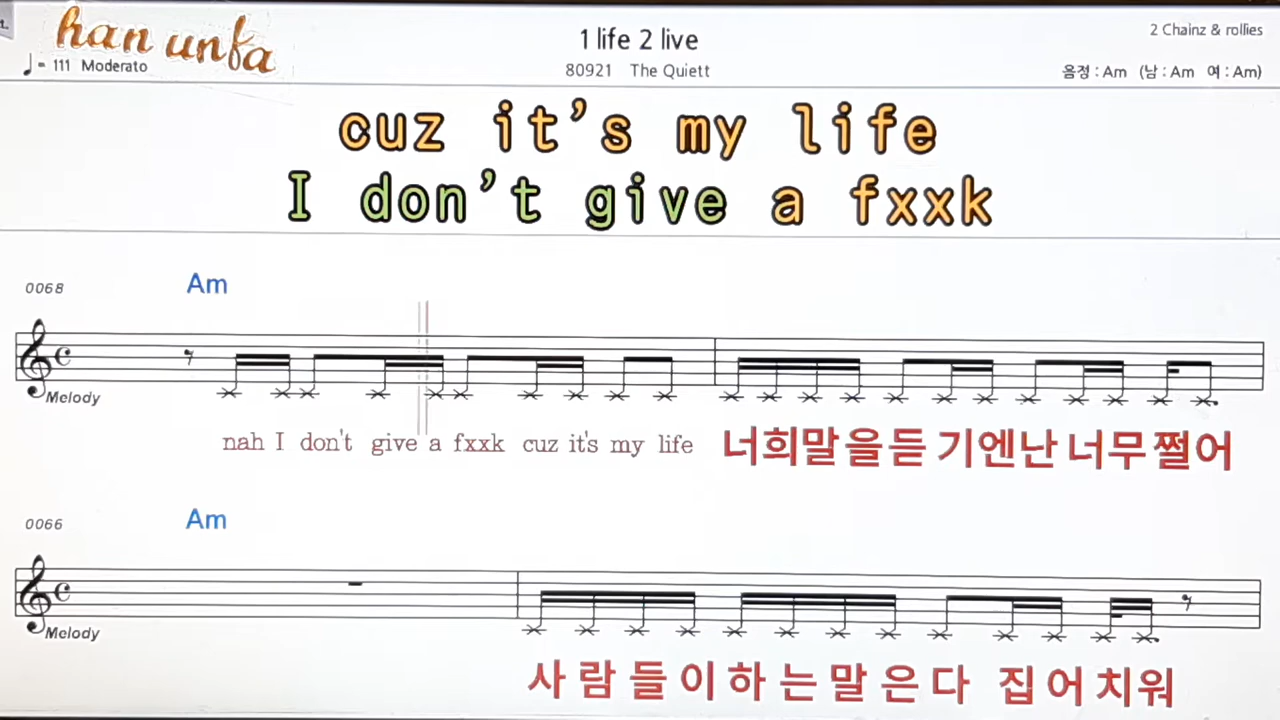 han unfa
1 life 2 live
2 Chainz & rollies
♩= 111 Moderato
80921 The Quiett
음정 : Am (남 : Am 여 : Am)
cuz it's my life
I don't give a fxxk
0068 Am
Melody
nah I don't give a fxxk cuz it's my life 너희말을듣 기엔난 너무쩔어
0066 Am
Melody
사람들이하는말은다 집어치워